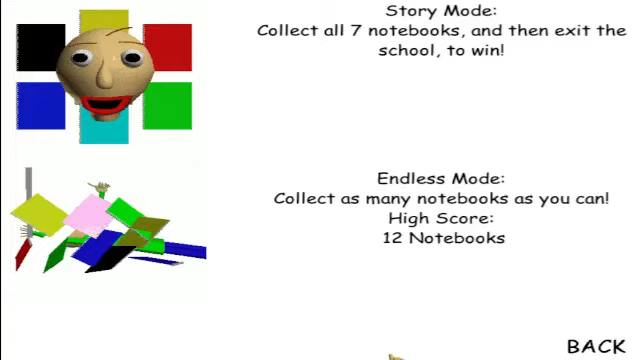 Story Mode:
Collect all 7 notebooks, and then exit the
school, to win!
Endless Mode:
Collect as many notebooks as you can!
High Score:
12 Notebooks
BACK